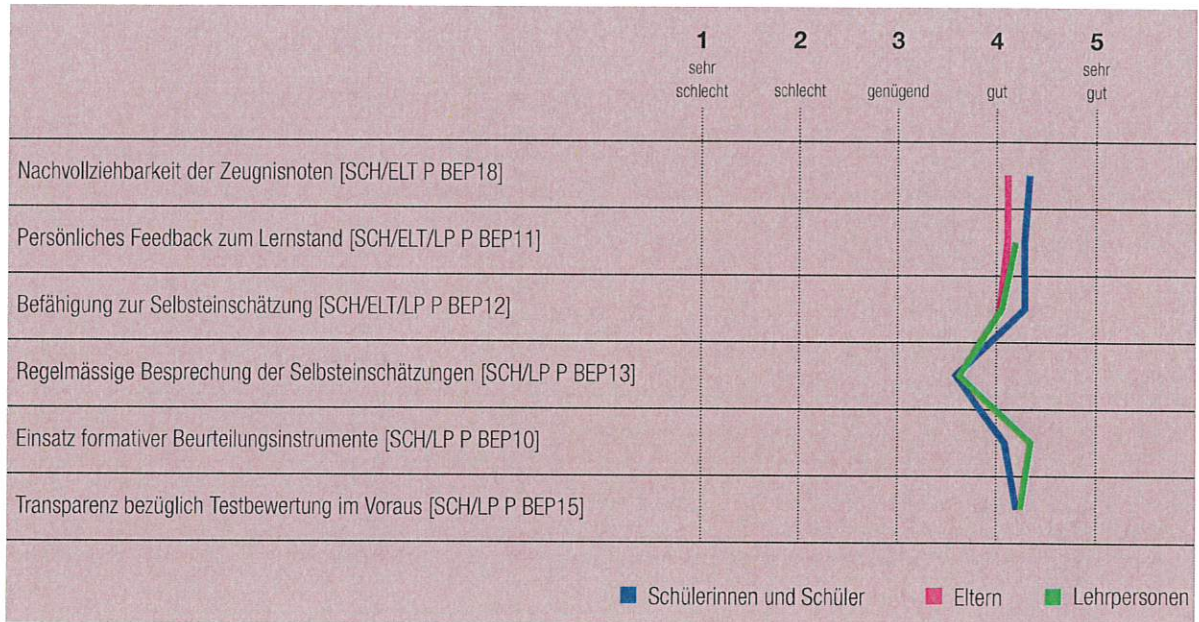 1 2 3 4 5
sehr schlecht schlecht genügend gut sehr gut
Nachvollziehbarkeit der Zeugnisnoten [SCH/ELT P BEP18]
Persönliches Feedback zum Lernstand [SCH/ELT/LP P BEP11]
Befähigung zur Selbsteinschätzung [SCH/ELT/LP P BEP12]
Regelmässige Besprechung der Selbsteinschätzungen [SCH/LP P BEP13]
Einsatz formativer Beurteilungsinstrumente [SCH/LP P BEP10]
Transparenz bezüglich Testbewertung im Voraus [SCH/LP P BEP15]
Schülerinnen und Schüler Eltern Lehrpersonen